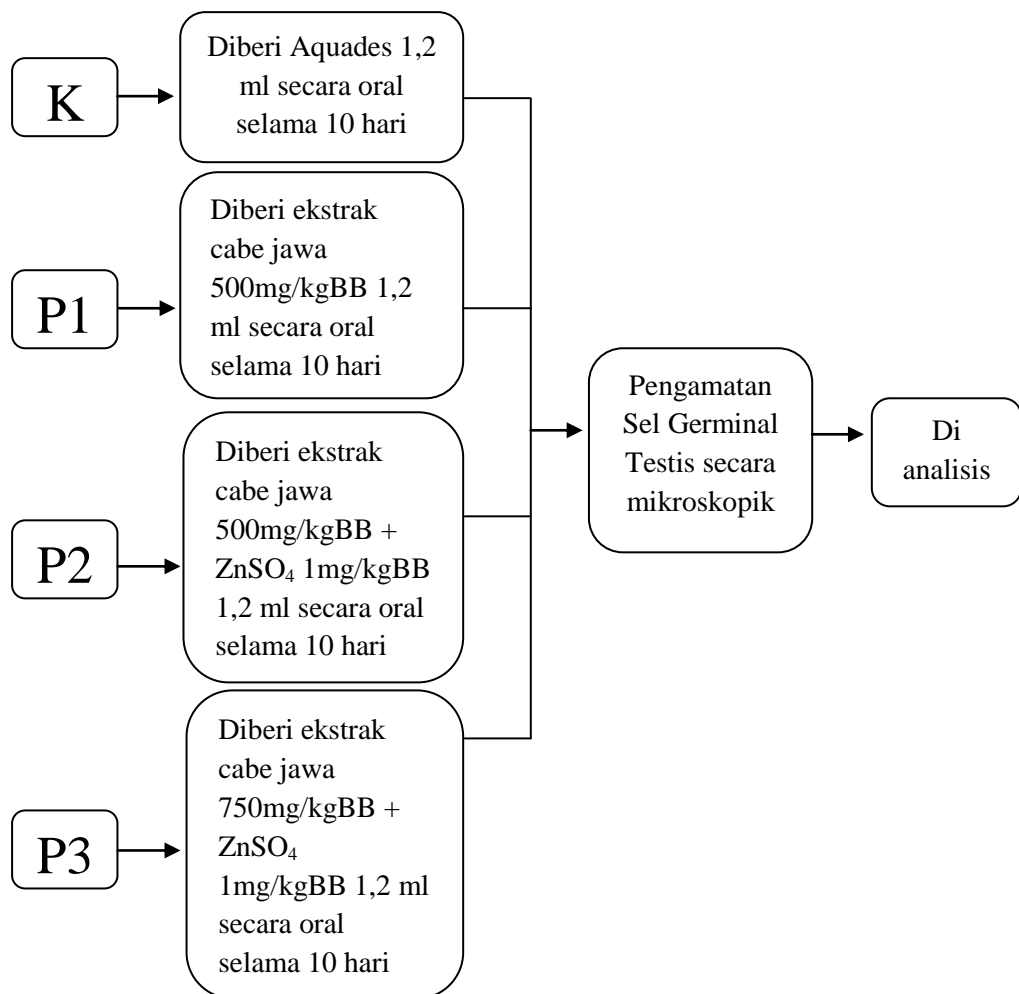 K
Diberi Aquades 1,2
ml secara oral
selama 10 hari
P1
Diberi ekstrak
cabe jawa
500mg/kgBB 1,2
ml secara oral
selama 10 hari
P2
Diberi ekstrak
cabe jawa
500mg/kgBB +
ZnSO₄ 1mg/kgBB
1,2 ml secara oral
selama 10 hari
P3
Diberi ekstrak
cabe jawa
750mg/kgBB +
ZnSO₄
1mg/kgBB 1,2 ml
secara oral
selama 10 hari
Pengamatan
Sel Germinal
Testis secara
mikroskopik
Di
analisis